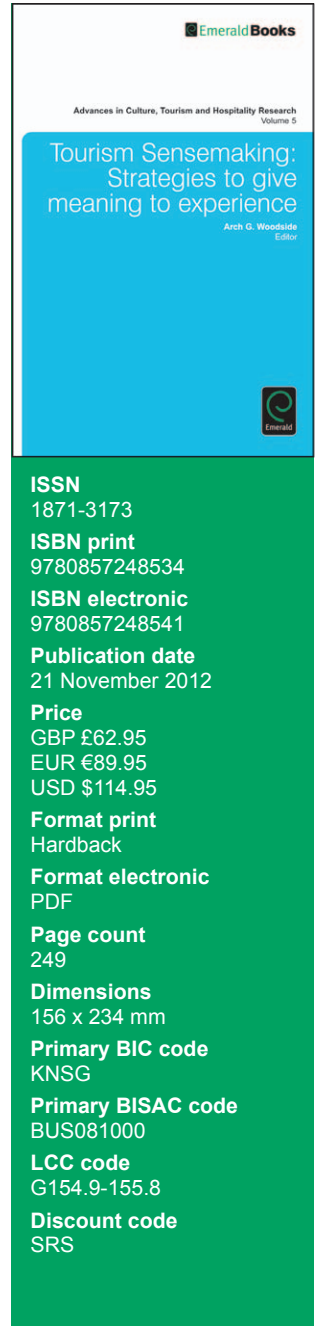 Emerald Books
Advances in Culture, Tourism and Hospitality Research
Volume 5
Tourism Sensemaking:
Strategies to give
meaning to experience
Arch G. Woodside
Editor
Emerald
ISSN
1871-3173
ISBN print
9780857248534
ISBN electronic
9780857248541
Publication date
21 November 2012
Price
GBP £62.95
EUR €89.95
USD $114.95
Format print
Hardback
Format electronic
PDF
Page count
249
Dimensions
156 x 234 mm
Primary BIC code
KNSG
Primary BISAC code
BUS081000
LCC code
G154.9-155.8
Discount code
SRS